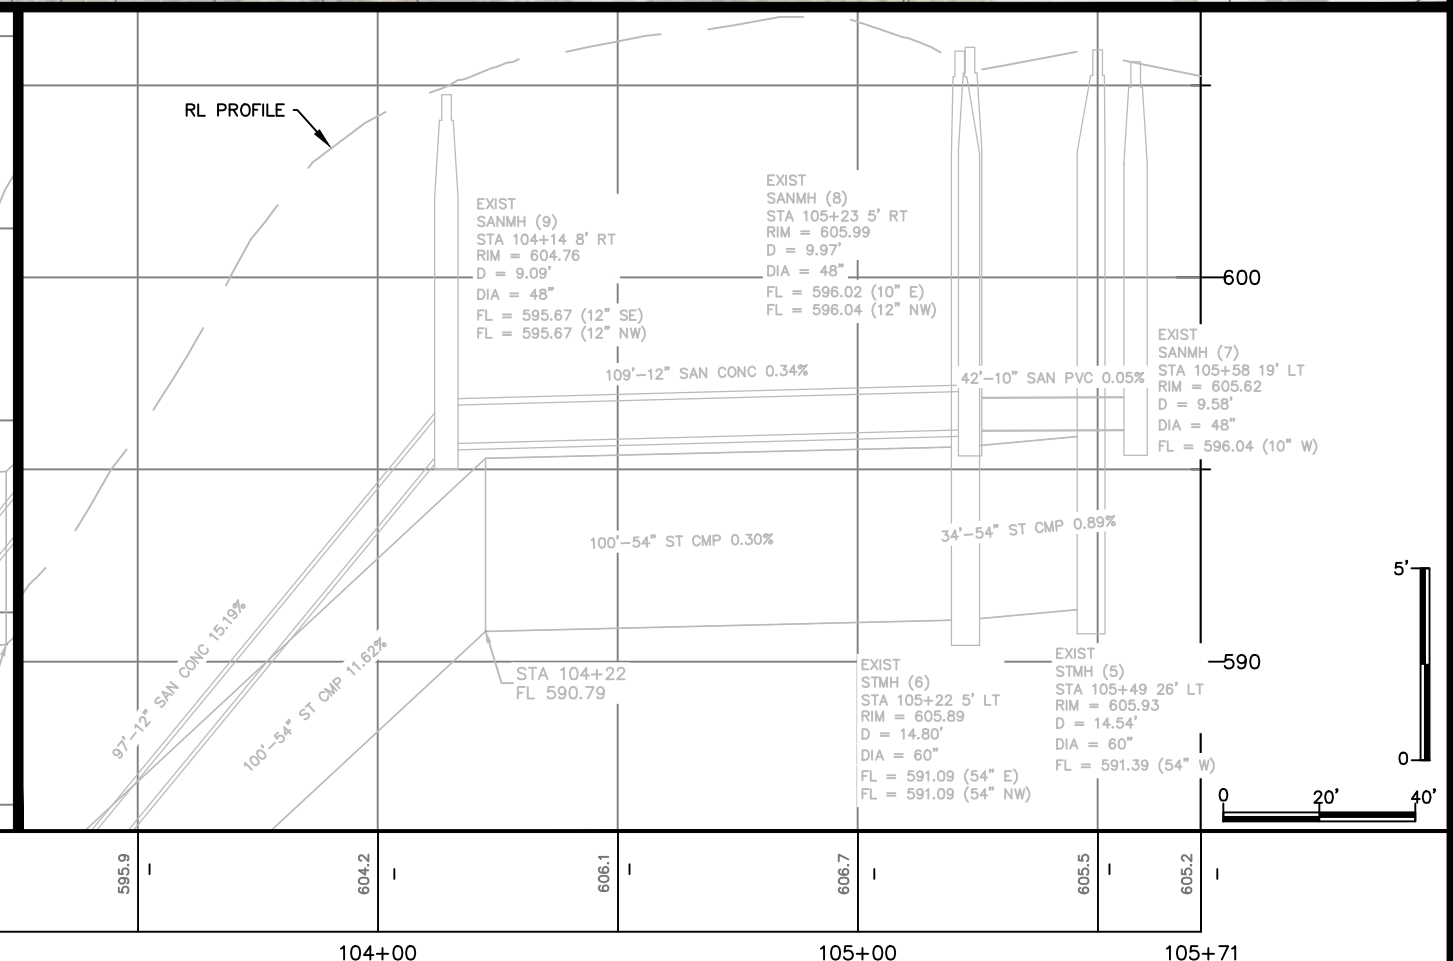 RL PROFILE
EXIST
SANMH (9)
STA 104+14 8' RT
RIM = 604.76
D = 9.09'
DIA = 48"
FL = 595.67 (12" SE)
FL = 595.67 (12" NW)
EXIST
SANMH (8)
STA 105+23 5' RT
RIM = 605.99
D = 9.97'
DIA = 48"
FL = 596.02 (10" E)
FL = 596.04 (12" NW)
600
EXIST
SANMH (7)
STA 105+58 19' LT
RIM = 605.62
D = 9.58'
DIA = 48"
FL = 596.04 (10" W)
109'-12" SAN CONC 0.34%
42'-10" SAN PVC 0.05%
100'-54" ST CMP 0.30%
34'-54" ST CMP 0.89%
97'-12" SAN CONC 15.19%
100'-54" ST CMP 11.62%
STA 104+22
FL 590.79
590
EXIST
STMH (6)
STA 105+22 5' LT
RIM = 605.89
D = 14.80'
DIA = 60"
FL = 591.09 (54" E)
FL = 591.09 (54" NW)
EXIST
STMH (5)
STA 105+49 26' LT
RIM = 605.93
D = 14.54'
DIA = 60"
FL = 591.39 (54" W)
5'
0
0 20' 40'
595.9
604.2
606.1
606.7
605.5
605.2
104+00 105+00 105+71